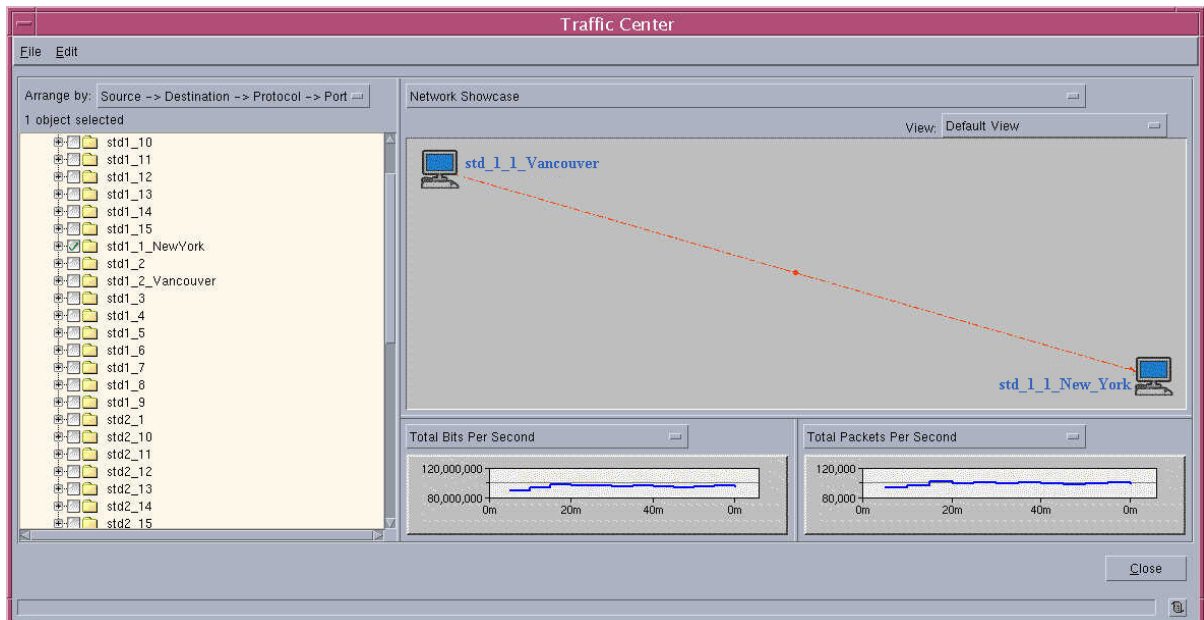 Traffic Center
File Edit
Arrange by: Source -> Destination -> Protocol -> Port
1 object selected
std1_10
std1_11
std1_12
std1_13
std1_14
std1_15
std1_1_NewYork
std1_2
std1_2_Vancouver
std1_3
std1_4
std1_5
std1_6
std1_7
std1_8
std1_9
std2_1
std2_10
std2_11
std2_12
std2_13
std2_14
std2_15
Network Showcase
View: Default View
std_1_1_Vancouver
std_1_1_New_York
Total Bits Per Second
120,000,000
80,000,000
0m 20m 40m 0m
Total Packets Per Second
120,000
80,000
0m 20m 40m 0m
Close